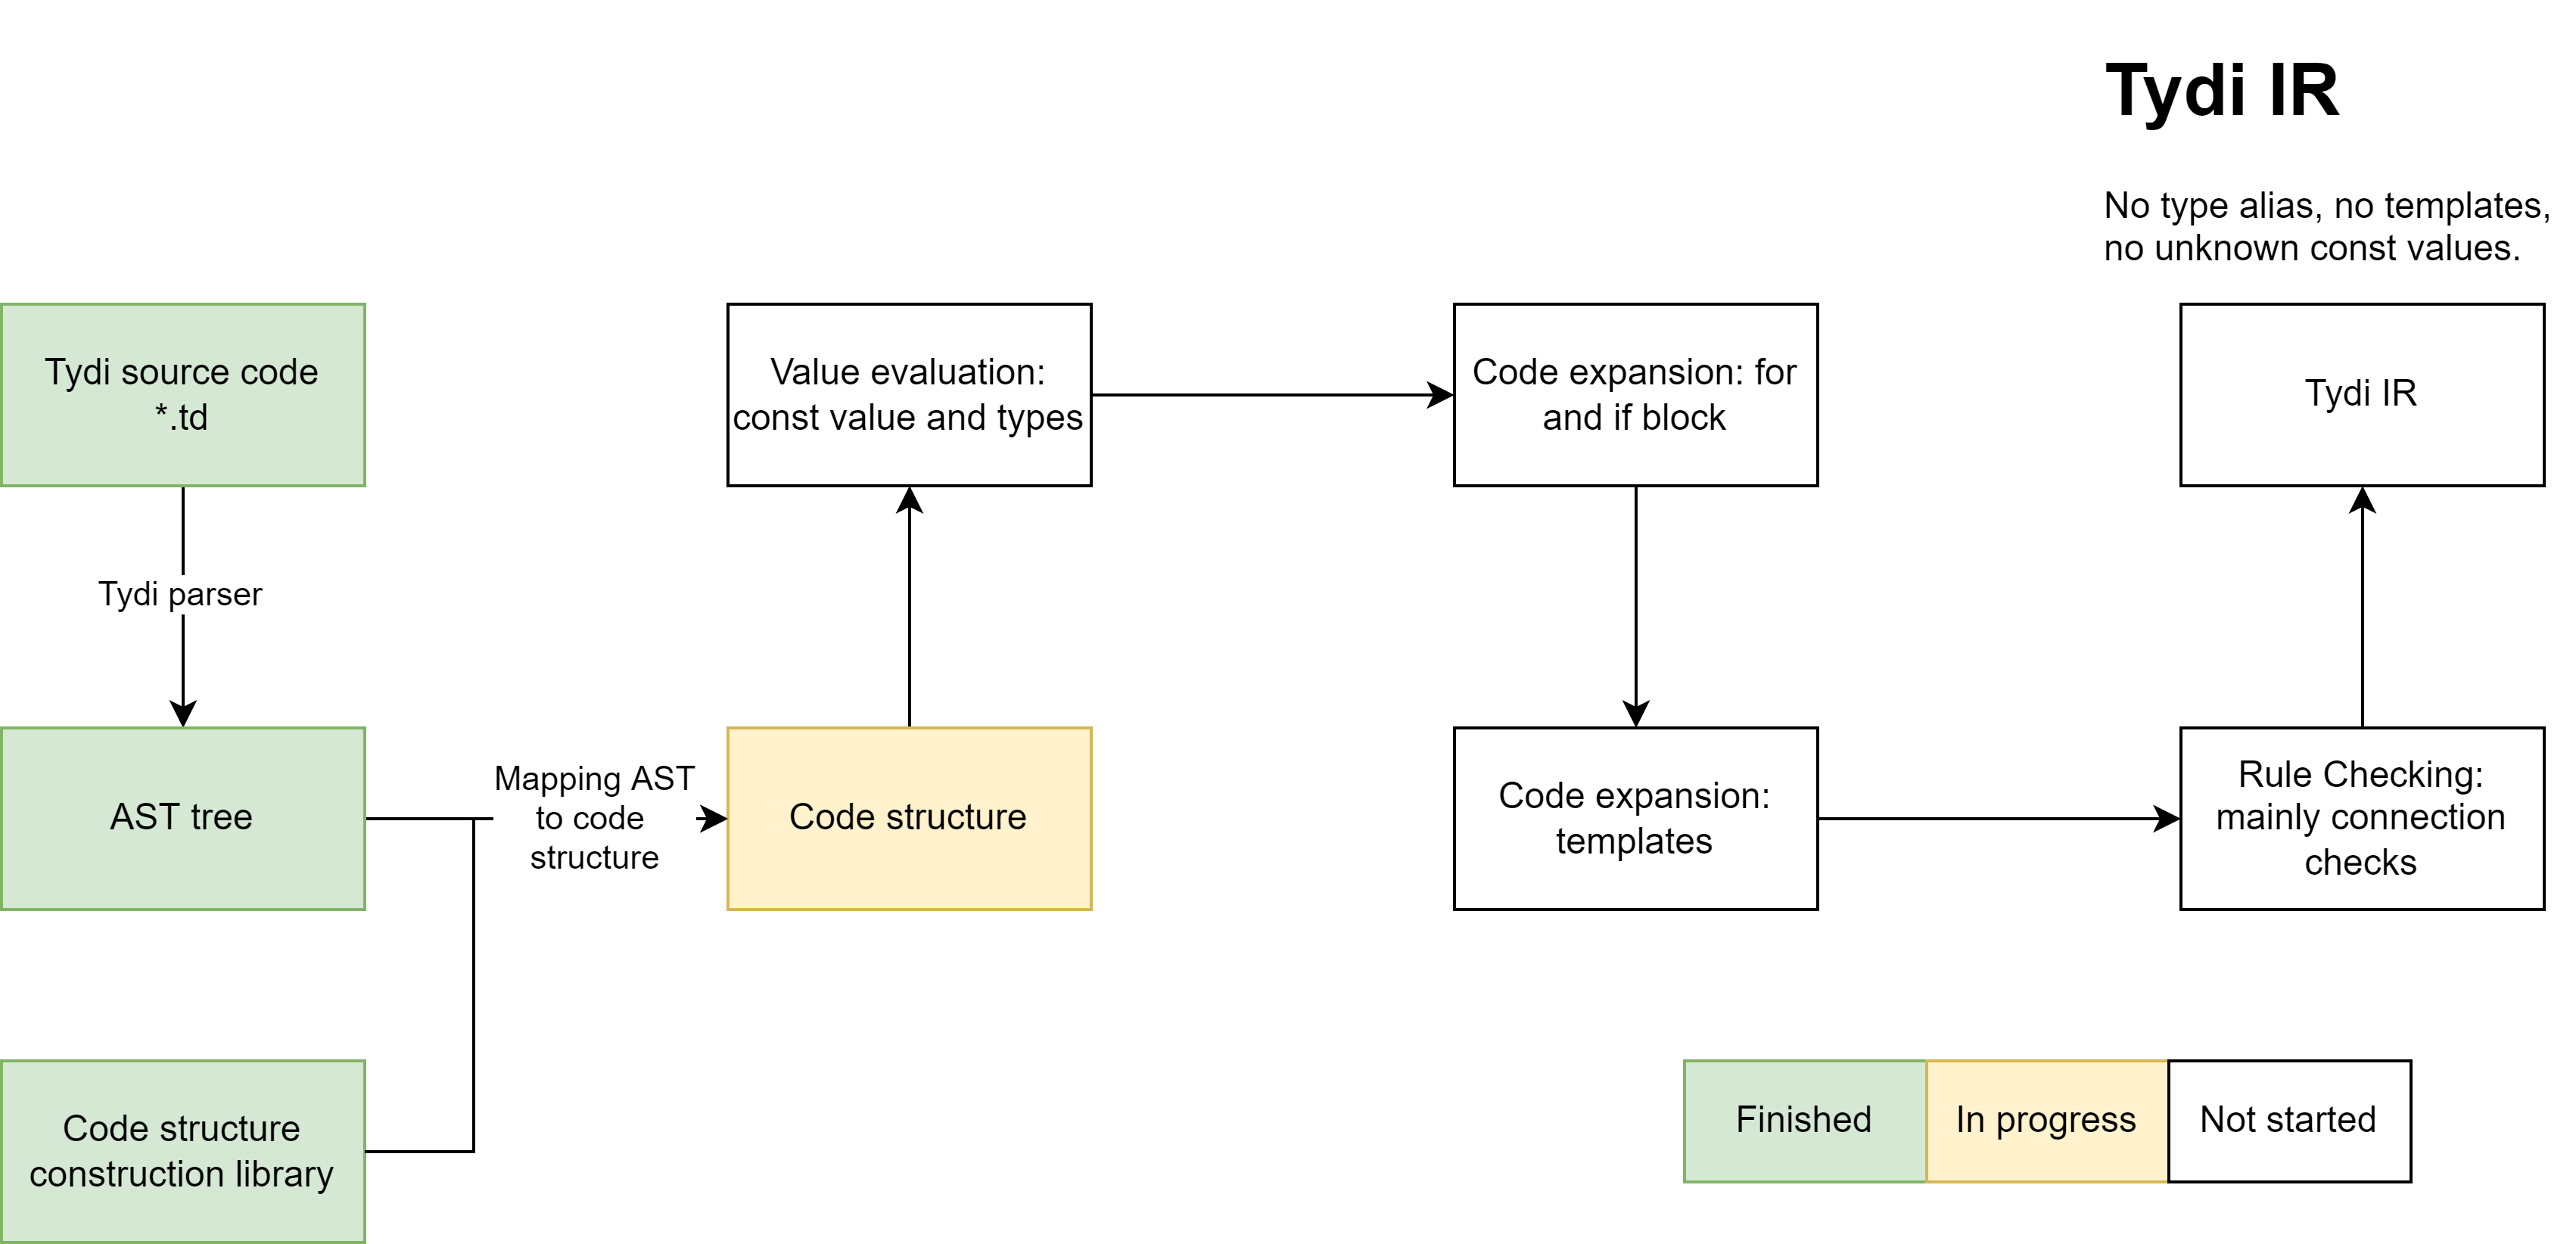 Tydi IR
No type alias, no templates,
no unknown const values.
Tydi source code
*.td
Value evaluation:
const value and types
Code expansion: for
and if block
Tydi IR
Tydi parser
AST tree
Mapping AST
to code
structure
Code structure
Code expansion:
templates
Rule Checking:
mainly connection
checks
Code structure
construction library
Finished
In progress
Not started